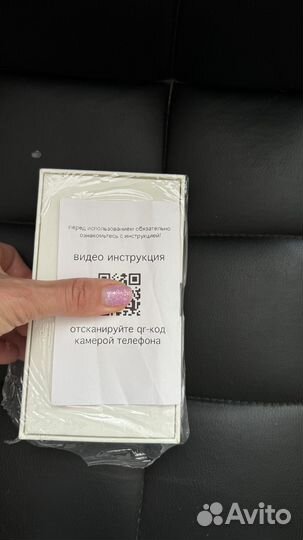 перед использованием обязательно
ознакомьтесь с инструкцией!
видео инструкция
отсканируйте qr-код
камерой телефона
Avito